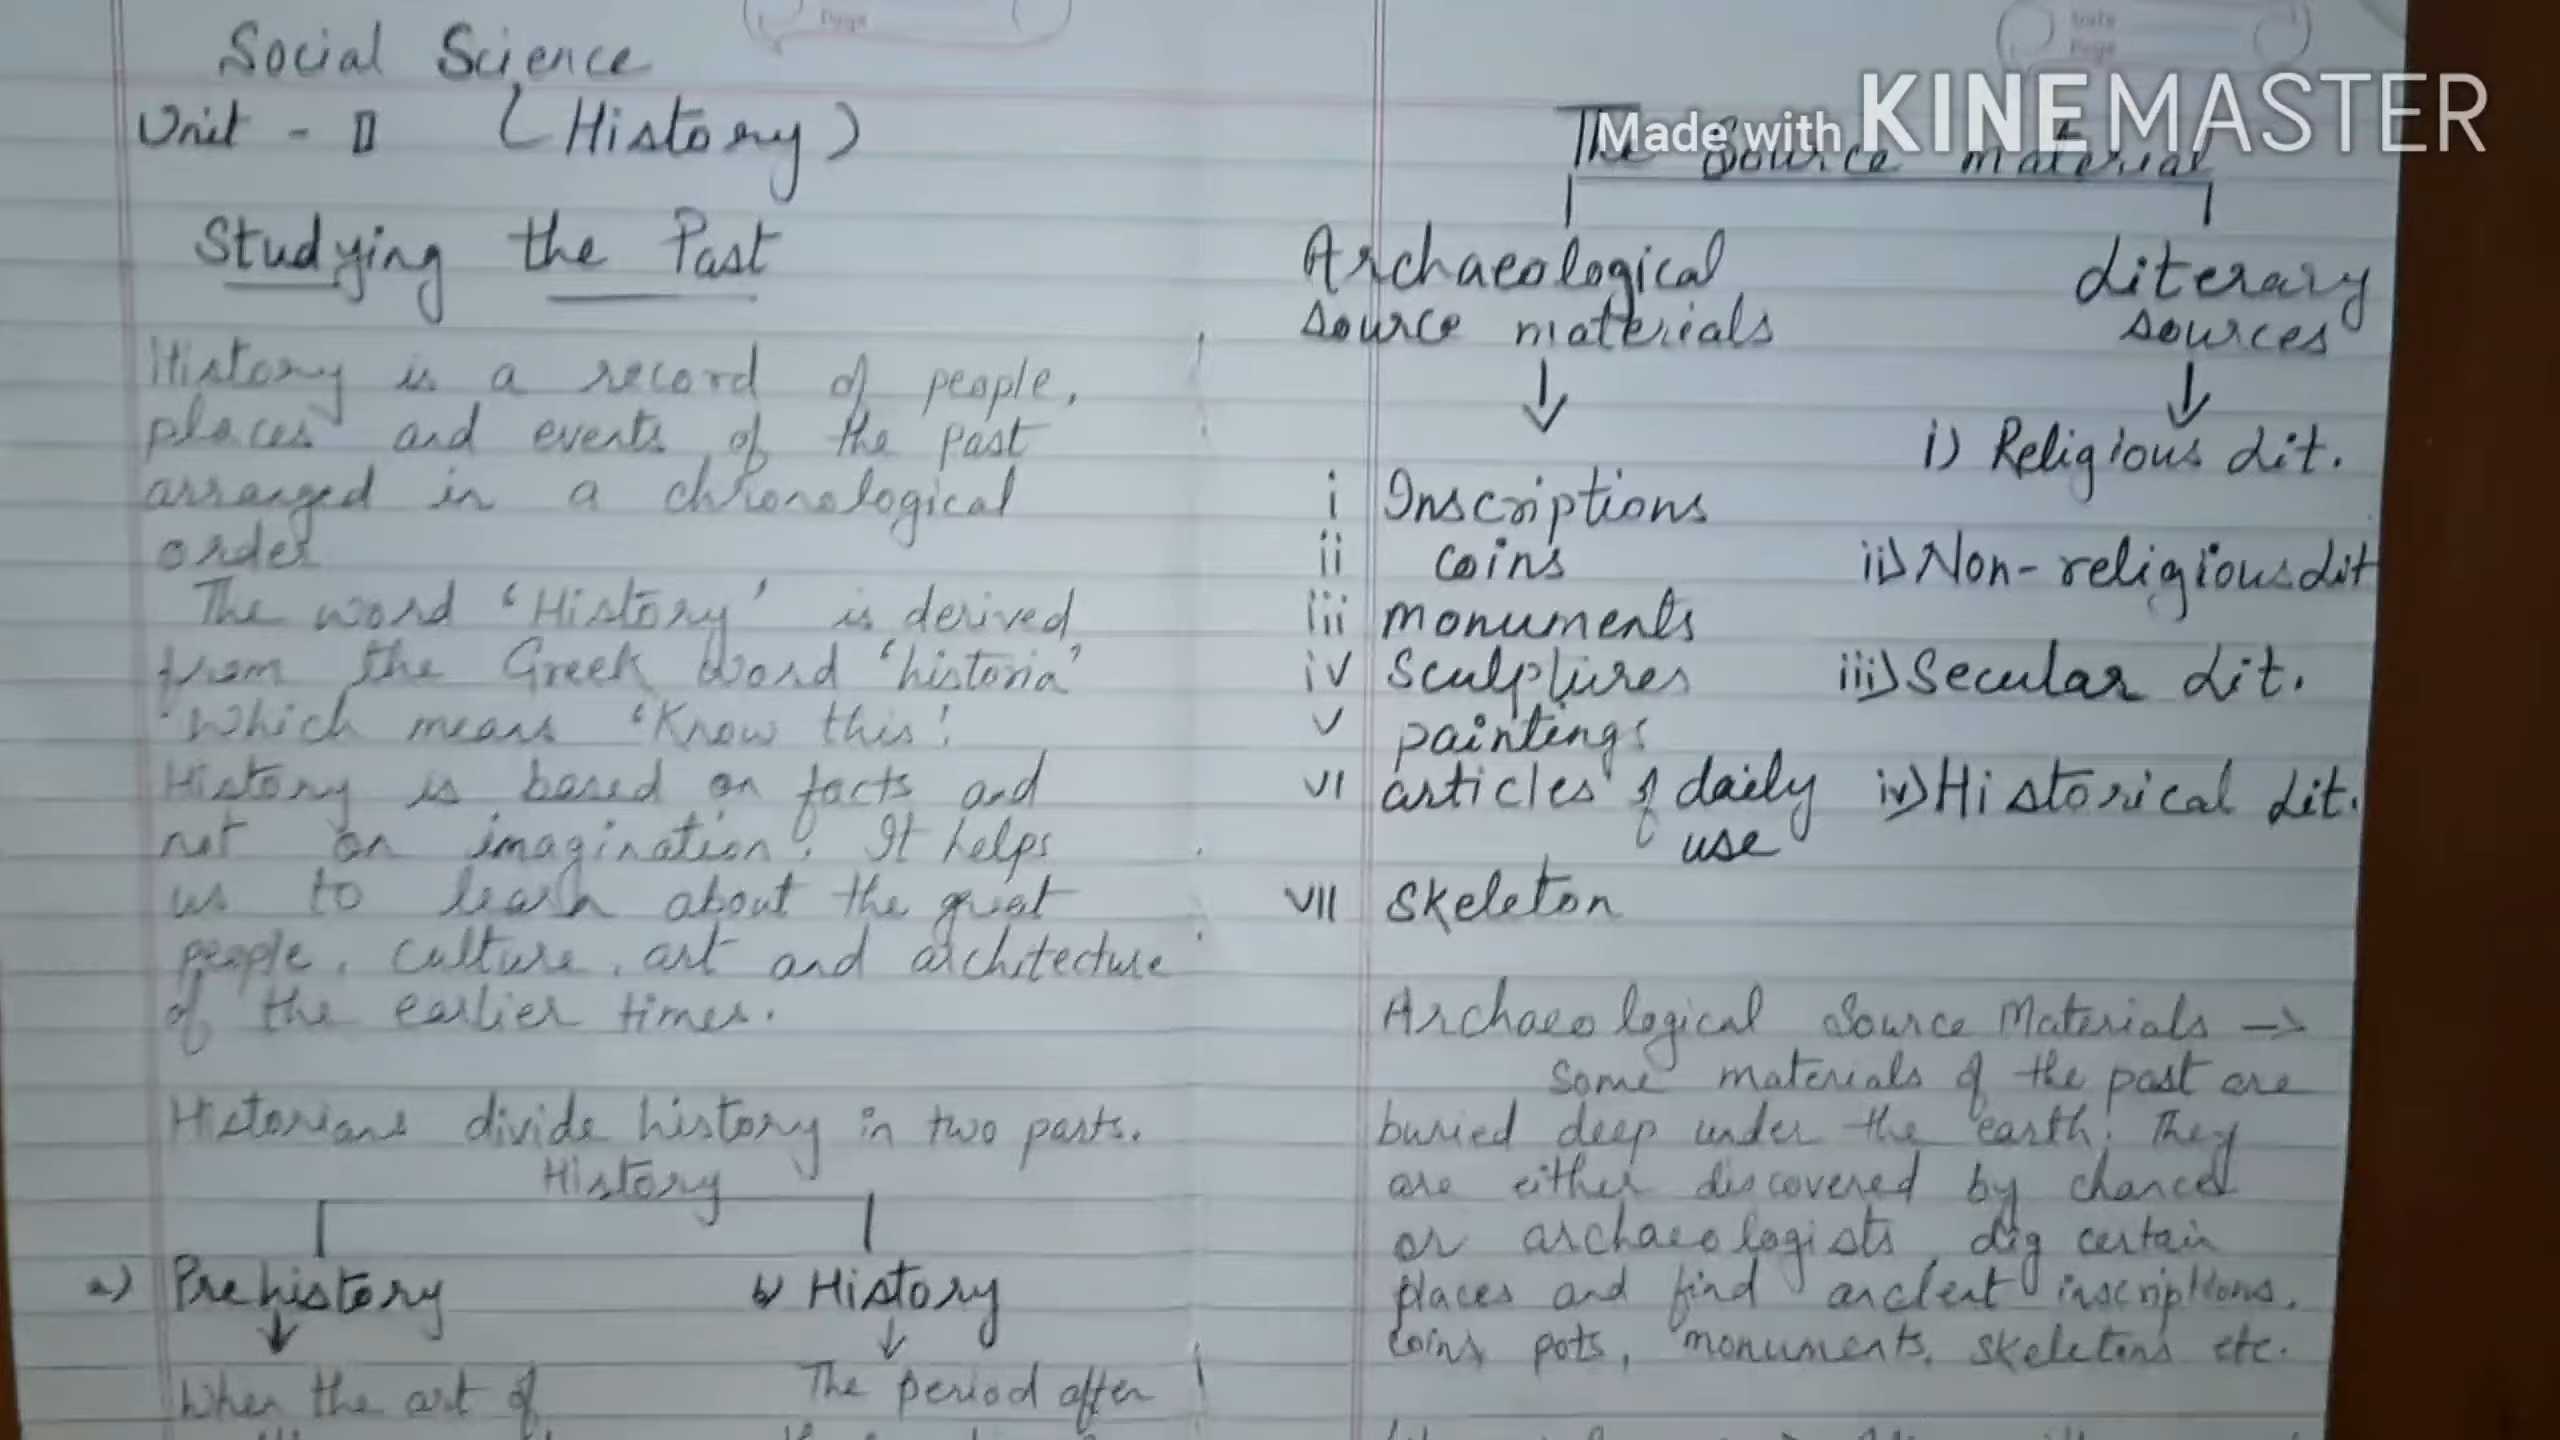 Social Science
Unit - II (History)
Studying the Past
History is a record of people,
places and events of the past
arranged in a chronological
order
The word 'History' is derived
from the Greek word 'historia'
which means 'Know this'.
History is based on facts and
not on imagination. It helps
us to learn about the great
people, culture, art and architecture
of the earlier times.
Historians divide history in two parts.
History
a) Prehistory b) History
When the art of The period after
Page
Date
Page
Made with KINEMASTER
The Source material
Archaeological
source materials
Literary
sources
i Inscriptions
ii coins
iii monuments
iv Sculptures
v paintings
vi articles of daily
use
vii Skeleton
i) Religious Lit.
ii) Non-religious Lit
iii) Secular Lit.
iv) Historical Lit.
Archaeological Source Materials →
Some materials of the past are
buried deep under the earth. They
are either discovered by chance
or archaeologists dig certain
places and find ancient inscriptions,
coins, pots, monuments, skeletons etc.